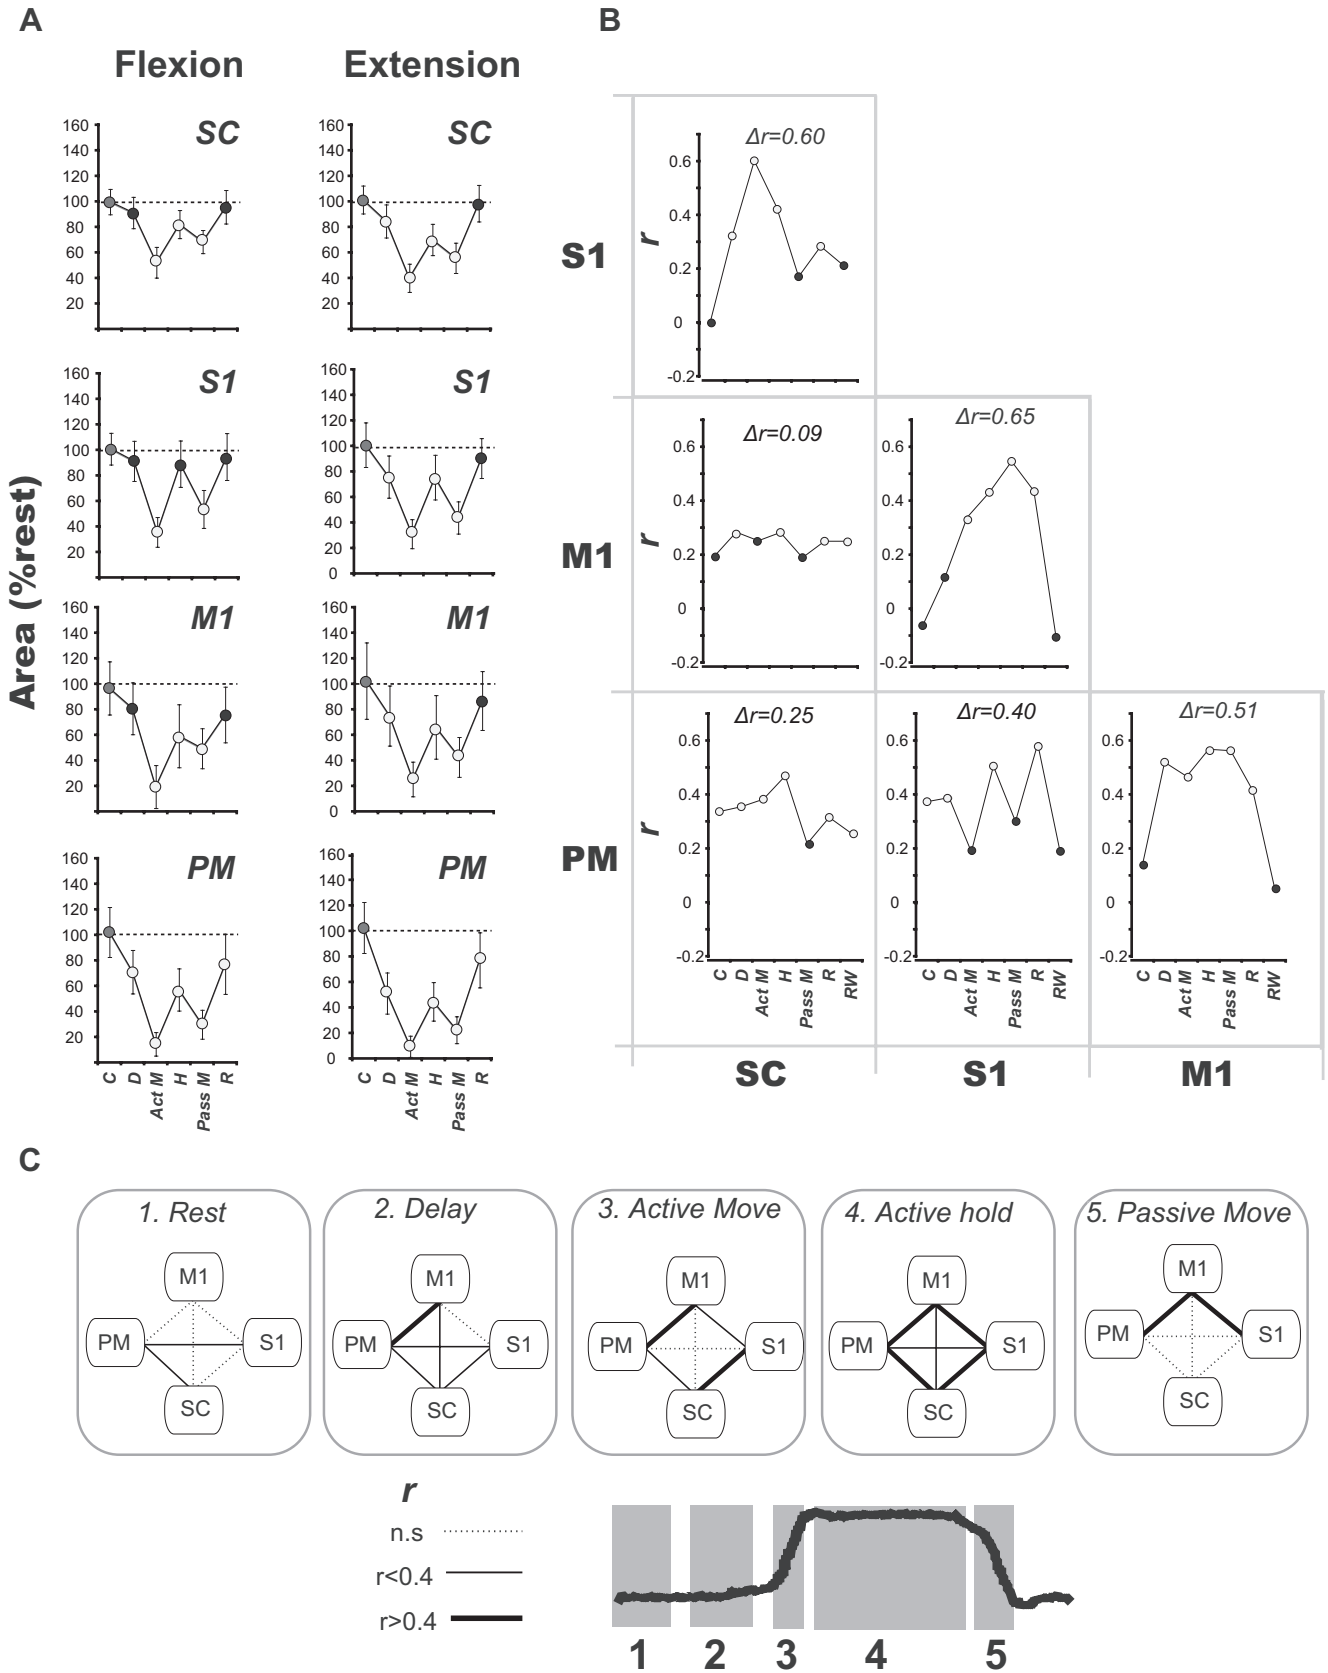 A
Flexion
Extension
Area (%rest)
SC
160
140
120
100
80
60
40
20
SC
160
140
120
100
80
60
40
20
S1
160
140
120
100
80
60
40
20
S1
160
140
120
100
80
60
40
20
0
M1
160
140
120
100
80
60
40
20
M1
160
140
120
100
80
60
40
20
0
PM
160
140
120
100
80
60
40
20
PM
160
140
120
100
80
60
40
20
0
C D Act M H Pass M R
C D Act M H Pass M R
B
S1
r
Δr=0.60
0.6
0.4
0.2
0
-0.2
M1
r
Δr=0.09
0.6
0.4
0.2
0
-0.2
Δr=0.65
0.6
0.4
0.2
0
-0.2
PM
r
Δr=0.25
0.6
0.4
0.2
0
-0.2
Δr=0.40
0.6
0.4
0.2
0
-0.2
Δr=0.51
0.6
0.4
0.2
0
-0.2
C D Act M H Pass M R RW
C D Act M H Pass M R RW
C D Act M H Pass M R RW
SC S1 M1
C
1. Rest
M1
PM S1
SC
2. Delay
M1
PM S1
SC
3. Active Move
M1
PM S1
SC
4. Active hold
M1
PM S1
SC
5. Passive Move
M1
PM S1
SC
r
n.s
r<0.4
r>0.4
1 2 3 4 5